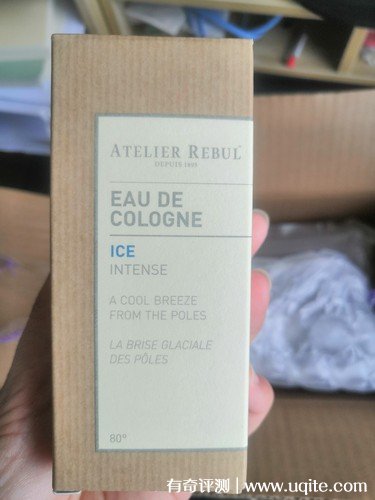 ATELIER REBUL
DEPUIS 1895
EAU DE
COLOGNE
ICE
INTENSE
A COOL BREEZE
FROM THE POLES
LA BRISE GLACIALE
DES PÔLES
80°
有奇评测 | www.uqite.com